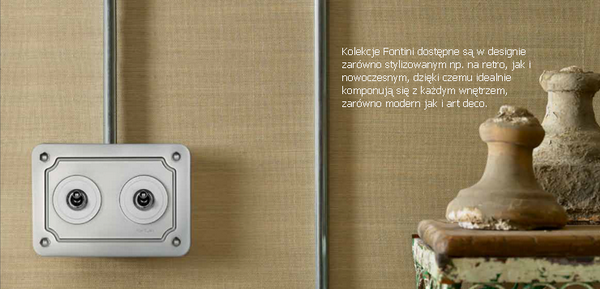 Kolekcje Fontini dostępne są w designie
zarówno stylizowanym np. na retro, jak i
nowoczesnym, dzięki czemu idealnie
komponują się z każdym wnętrzem,
zarówno modern jak i art deco.